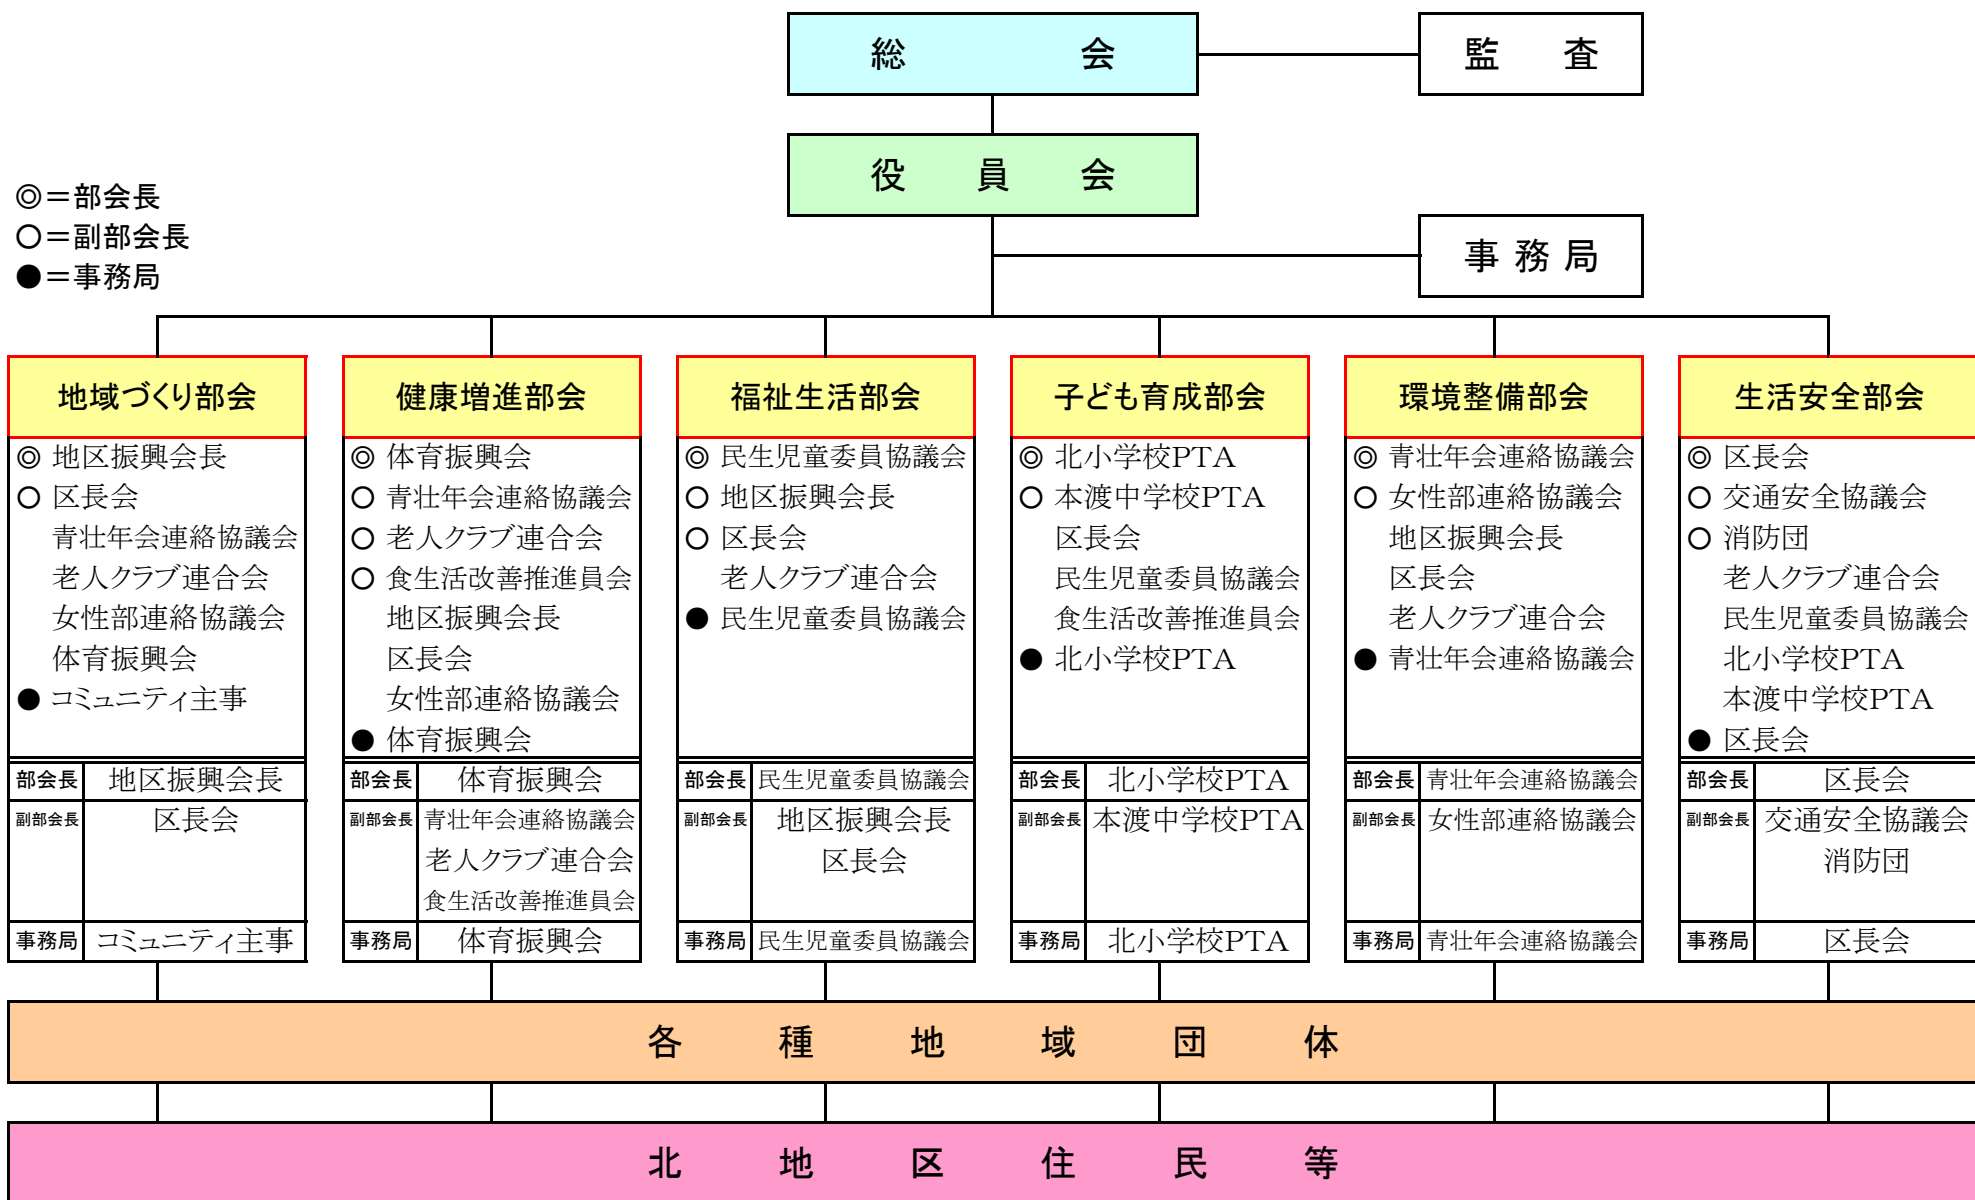 総会
監査
役員会
◎＝部会長
○＝副部会長
●＝事務局
事務局
地域づくり部会
◎ 地区振興会長
○ 区長会
青壮年会連絡協議会
老人クラブ連合会
女性部連絡協議会
体育振興会
● コミュニティ主事
部会長 地区振興会長
副部会長 区長会
事務局 コミュニティ主事
健康増進部会
◎ 体育振興会
○ 青壮年会連絡協議会
○ 老人クラブ連合会
○ 食生活改善推進員会
地区振興会長
区長会
女性部連絡協議会
● 体育振興会
部会長 体育振興会
副部会長 青壮年会連絡協議会
老人クラブ連合会
食生活改善推進員会
事務局 体育振興会
福祉生活部会
◎ 民生児童委員協議会
○ 地区振興会長
○ 区長会
老人クラブ連合会
● 民生児童委員協議会
部会長 民生児童委員協議会
副部会長 地区振興会長
区長会
事務局 民生児童委員協議会
子ども育成部会
◎ 北小学校PTA
○ 本渡中学校PTA
区長会
民生児童委員協議会
食生活改善推進員会
● 北小学校PTA
部会長 北小学校PTA
副部会長 本渡中学校PTA
事務局 北小学校PTA
環境整備部会
◎ 青壮年会連絡協議会
○ 女性部連絡協議会
地区振興会長
区長会
老人クラブ連合会
● 青壮年会連絡協議会
部会長 青壮年会連絡協議会
副部会長 女性部連絡協議会
事務局 青壮年会連絡協議会
生活安全部会
◎ 区長会
○ 交通安全協議会
○ 消防団
老人クラブ連合会
民生児童委員協議会
北小学校PTA
本渡中学校PTA
● 区長会
部会長 区長会
副部会長 交通安全協議会
消防団
事務局 区長会
各種地域団体
北地区住民等